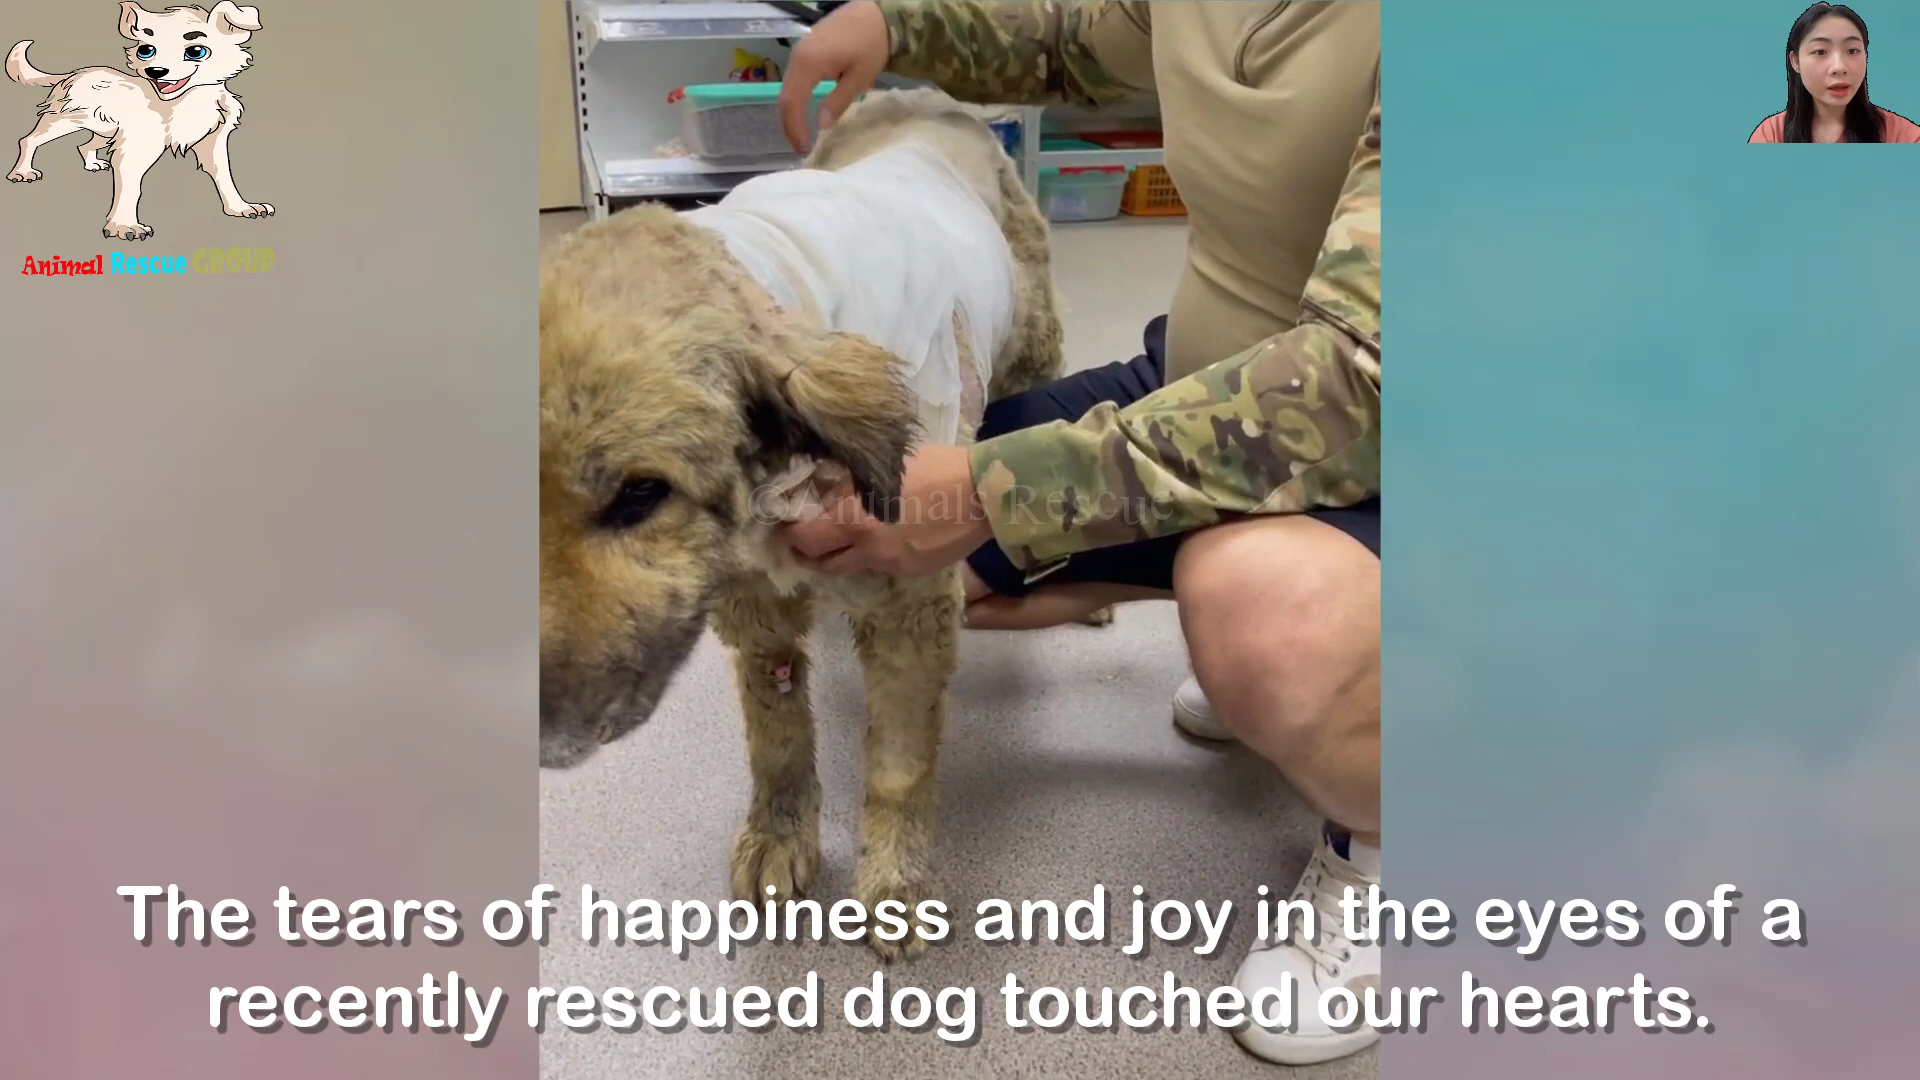 Animal Rescue GROUP
©Animals Rescue
The tears of happiness and joy in the eyes of a
recently rescued dog touched our hearts.